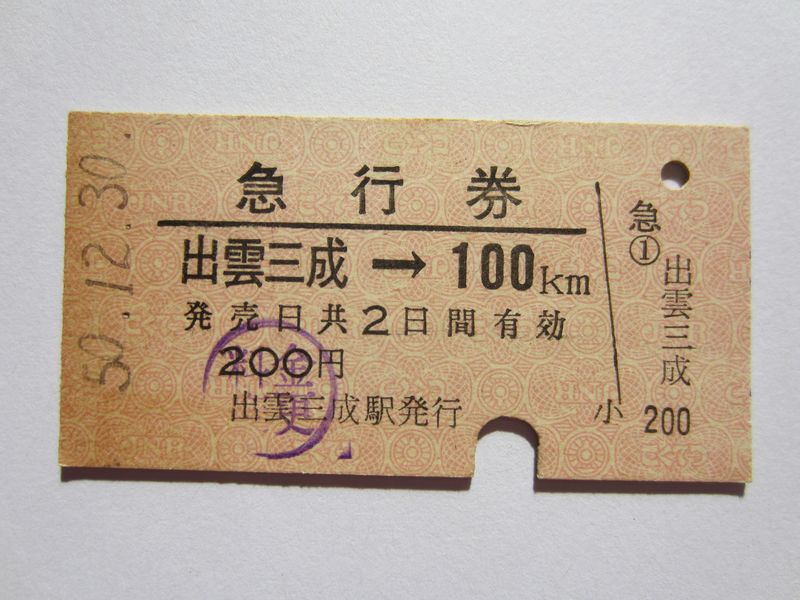 50.12.30.
急行券
出雲三成→100km
発売日共2日間有効
200円
出雲三成駅発行
急
①
出雲三成
小 200